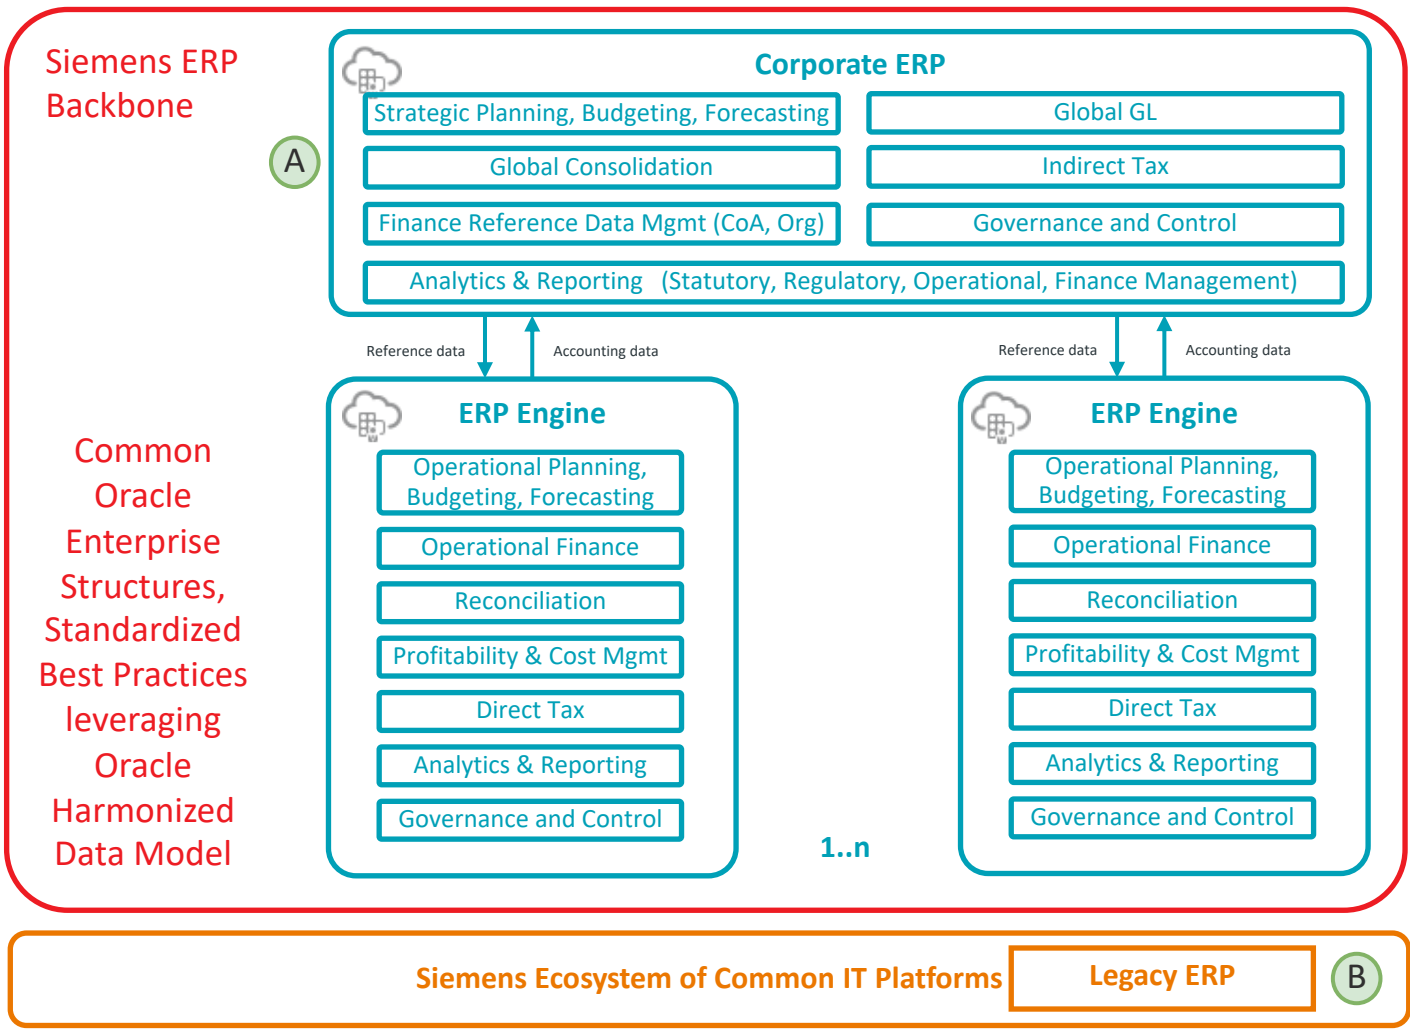 Siemens ERP
Backbone
A
Corporate ERP
Strategic Planning, Budgeting, Forecasting
Global GL
Global Consolidation
Indirect Tax
Finance Reference Data Mgmt (CoA, Org)
Governance and Control
Analytics & Reporting (Statutory, Regulatory, Operational, Finance Management)
Reference data
Accounting data
Reference data
Accounting data
Common
Oracle
Enterprise
Structures,
Standardized
Best Practices
leveraging
Oracle
Harmonized
Data Model
ERP Engine
Operational Planning,
Budgeting, Forecasting
Operational Finance
Reconciliation
Profitability & Cost Mgmt
Direct Tax
Analytics & Reporting
Governance and Control
1..n
ERP Engine
Operational Planning,
Budgeting, Forecasting
Operational Finance
Reconciliation
Profitability & Cost Mgmt
Direct Tax
Analytics & Reporting
Governance and Control
Siemens Ecosystem of Common IT Platforms
Legacy ERP
B